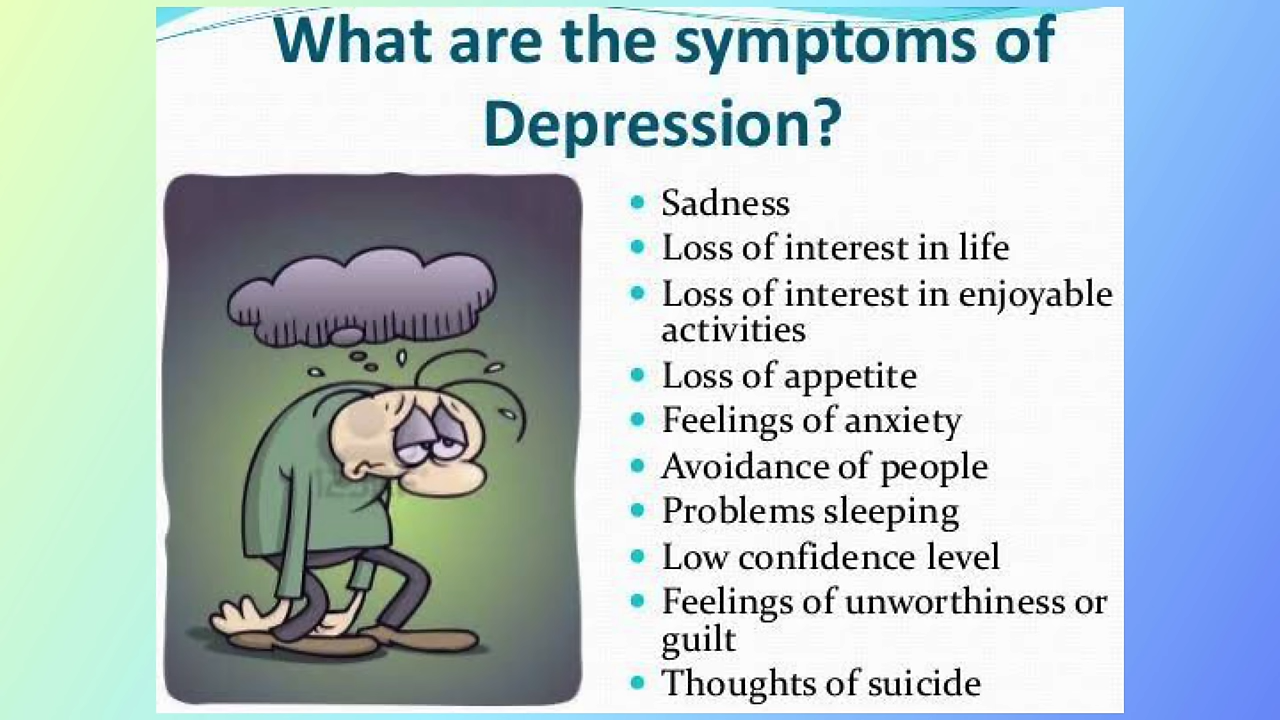 What are the symptoms of
Depression?
Sadness
Loss of interest in life
Loss of interest in enjoyable
activities
Loss of appetite
Feelings of anxiety
Avoidance of people
Problems sleeping
Low confidence level
Feelings of unworthiness or
guilt
Thoughts of suicide